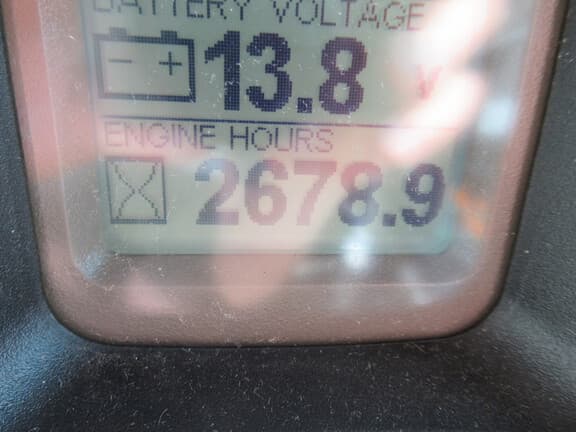 BATTERY VOLTAGE
- + 13.8 V
ENGINE HOURS
2678.9